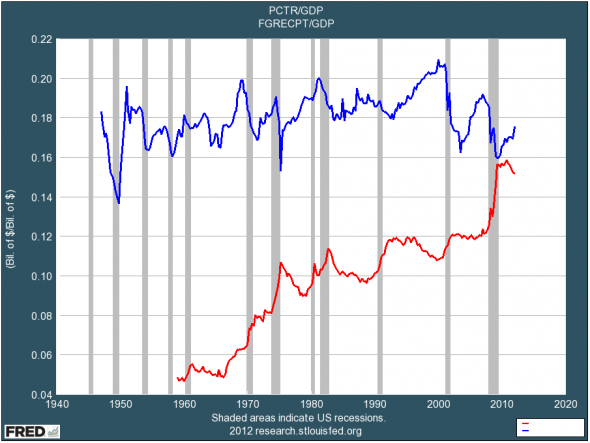 PCTR/GDP
FGRECPT/GDP
0.22
0.20
0.18
0.16
0.14
0.12
0.10
0.08
0.06
0.04
(Bil. of $/Bil. of $)
1940 1950 1960 1970 1980 1990 2000 2010 2020
Shaded areas indicate US recessions.
FRED 2012 research.stlouisfed.org